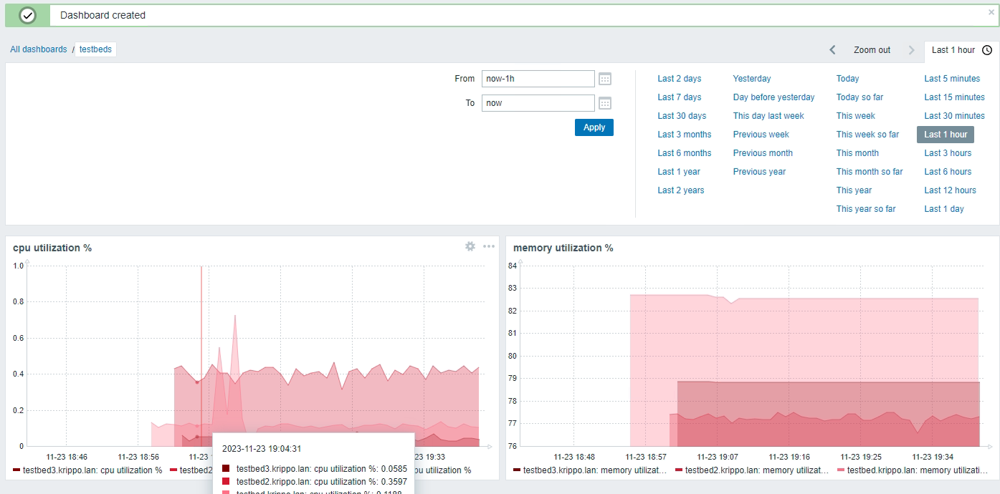 Dashboard created
All dashboards / testbeds
Zoom out
Last 1 hour
From now-1h
To now
Apply
Last 2 days Yesterday Today Last 5 minutes
Last 7 days Day before yesterday Today so far Last 15 minutes
Last 30 days This day last week This week Last 30 minutes
Last 3 months Previous week This week so far Last 1 hour
Last 6 months Previous month This month Last 3 hours
Last 1 year Previous year This month so far Last 6 hours
Last 2 years This year Last 12 hours
This year so far Last 1 day
cpu utilization %
1.0
0.8
0.6
0.4
0.2
0
11-23 18:46 11-23 18:56 11-23 23 19:33
testbed3.krippo.lan: cpu utilization % testbed2 pu utilization %
2023-11-23 19:04:31
testbed3.krippo.lan: cpu utilization %: 0.0585
testbed2.krippo.lan: cpu utilization %: 0.3597
testbed.krippo.lan: cpu utilization %: 0.1188
memory utilization %
84
83
82
81
80
79
78
77
76
11-23 18:48 11-23 18:57 11-23 19:07 11-23 19:16 11-23 19:25 11-23 19:34
testbed3.krippo.lan: memory utilizat... testbed2.krippo.lan: memory utilizat... testbed.krippo.lan: memory utilizati...